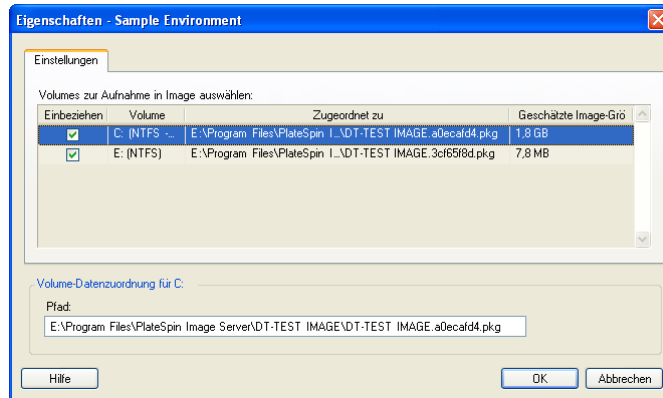 Eigenschaften - Sample Environment
Einstellungen
Volumes zur Aufnahme in Image auswählen:
Einbeziehen Volume Zugeordnet zu Geschätzte Image-Grö
C: (NTFS -... E:\Program Files\PlateSpin I...\DT-TEST IMAGE.a0ecafd4.pkg 1,8 GB
E: (NTFS) E:\Program Files\PlateSpin I...\DT-TEST IMAGE.3cf65f8d.pkg 7,8 MB
Volume-Datenzuordnung für C:
Pfad:
E:\Program Files\PlateSpin Image Server\DT-TEST IMAGE\DT-TEST IMAGE.a0ecafd4.pkg
Hilfe OK Abbrechen